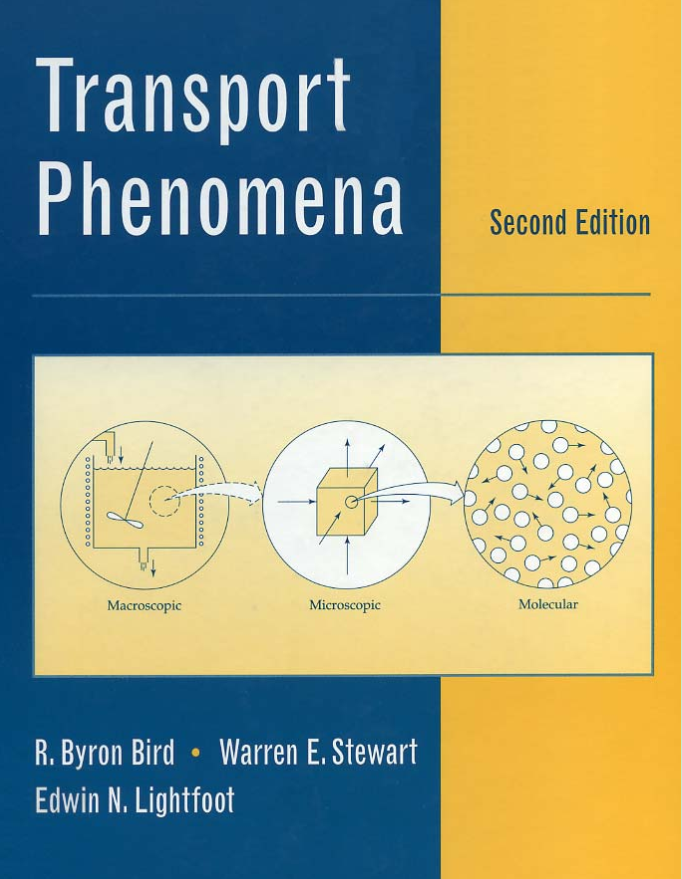 Transport
Phenomena
Second Edition
Macroscopic
Microscopic
Molecular
R. Byron Bird • Warren E. Stewart
Edwin N. Lightfoot